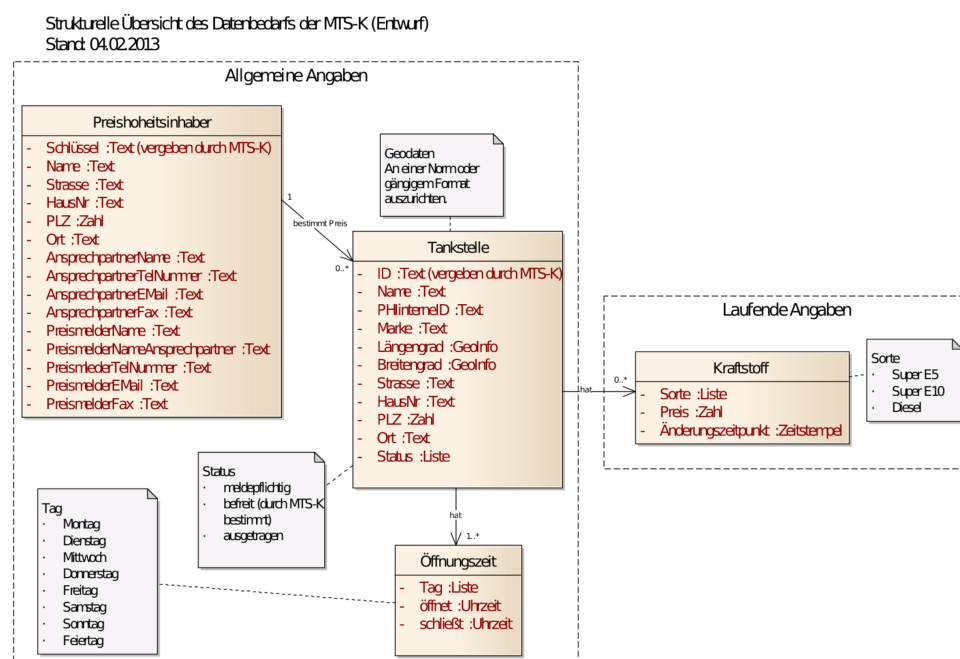 Strukturelle Übersicht des Datenbedarfs der MTS-K (Entwurf)
Stand: 04.02.2013
Allgemeine Angaben
Preishoheitsinhaber
- Schlüssel :Text (vergeben durch MTS-K)
- Name :Text
- Strasse :Text
- HausNr :Text
- PLZ :Zahl
- Ort :Text
- AnsprechpartnerName :Text
- AnsprechpartnerTelNummer :Text
- AnsprechpartnerEMail :Text
- AnsprechpartnerFax :Text
- PreismelderName :Text
- PreismelderNameAnsprechpartner :Text
- PreismlederTelNummer :Text
- PreismelderEMail :Text
- PreismelderFax :Text
1
bestimmt Preis
0..*
Geodaten
An einer Norm oder
gängigem Format
auszurichten.
Tankstelle
- ID :Text (vergeben durch MTS-K)
- Name :Text
- PHIinterneID :Text
- Marke :Text
- Längengrad :GeoInfo
- Breitengrad :GeoInfo
- Strasse :Text
- HausNr :Text
- PLZ :Zahl
- Ort :Text
- Status :Liste
hat
0..*
Laufende Angaben
Kraftstoff
- Sorte :Liste
- Preis :Zahl
- Änderungszeitpunkt :Zeitstempel
Sorte
· Super E5
· Super E10
· Diesel
Status
· meldepflichtig
· befreit (durch MTS-K
bestimmt)
· ausgetragen
hat
1..*
Tag
· Montag
· Dienstag
· Mittwoch
· Donnerstag
· Freitag
· Samstag
· Sonntag
· Feiertag
Öffnungszeit
- Tag :Liste
- öffnet :Uhrzeit
- schließt :Uhrzeit